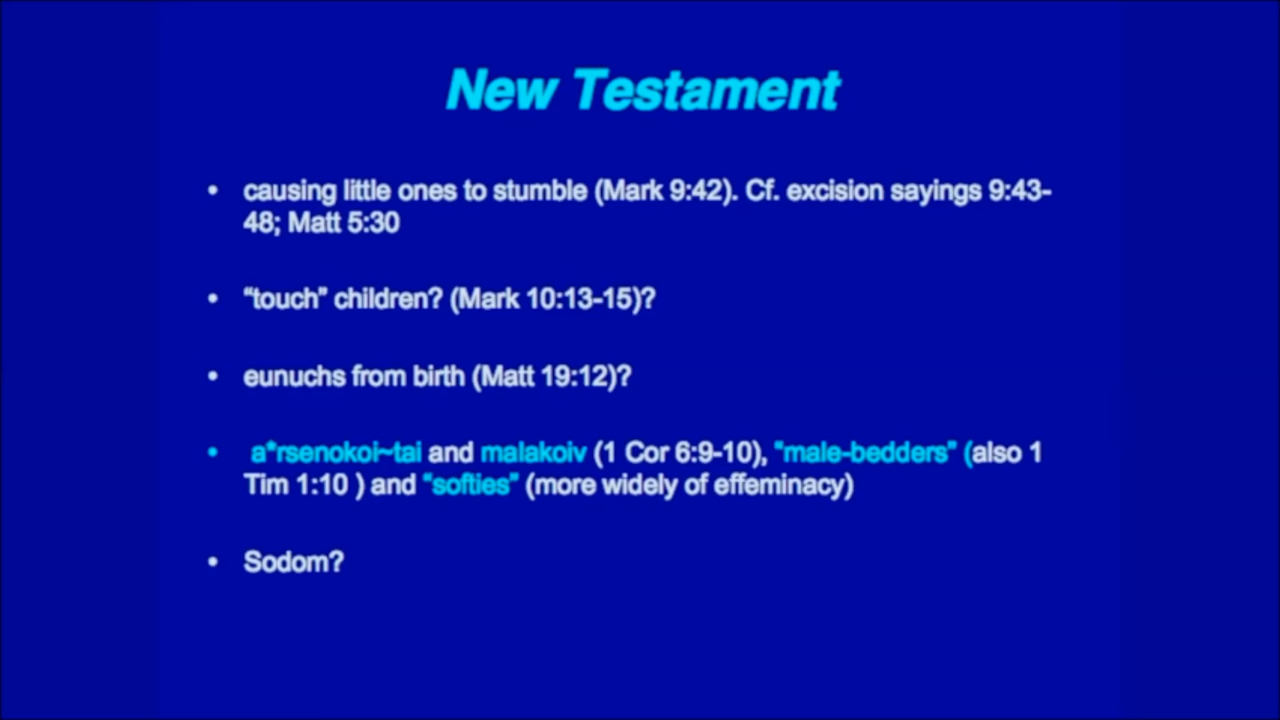 New Testament
• causing little ones to stumble (Mark 9:42). Cf. excision sayings 9:43-
48; Matt 5:30
• “touch” children? (Mark 10:13-15)?
• eunuchs from birth (Matt 19:12)?
• a*rsenokoi~tai and malakoiv (1 Cor 6:9-10), “male-bedders” (also 1
Tim 1:10 ) and “softies” (more widely of effeminacy)
• Sodom?